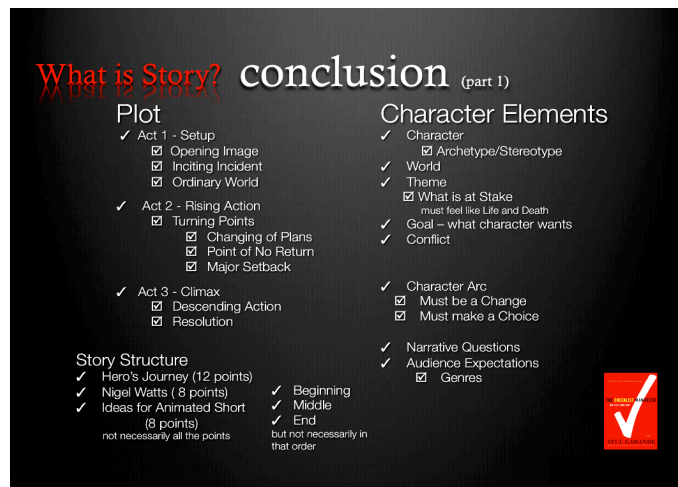 What is Story? conclusion (part 1)
Plot
✓ Act 1 - Setup
☑ Opening Image
☑ Inciting Incident
☑ Ordinary World
✓ Act 2 - Rising Action
☑ Turning Points
☑ Changing of Plans
☑ Point of No Return
☑ Major Setback
✓ Act 3 - Climax
☑ Descending Action
☑ Resolution
Character Elements
✓ Character
☑ Archetype/Stereotype
✓ World
✓ Theme
☑ What is at Stake
must feel like Life and Death
✓ Goal – what character wants
✓ Conflict
✓ Character Arc
☑ Must be a Change
☑ Must make a Choice
✓ Narrative Questions
✓ Audience Expectations
☑ Genres
Story Structure
✓ Hero's Journey (12 points)
✓ Nigel Watts ( 8 points)
✓ Ideas for Animated Short
(8 points)
not necessarily all the points
✓ Beginning
✓ Middle
✓ End
but not necessarily in
that order
THE CHECKLIST MANIFESTO
ATUL GAWANDE